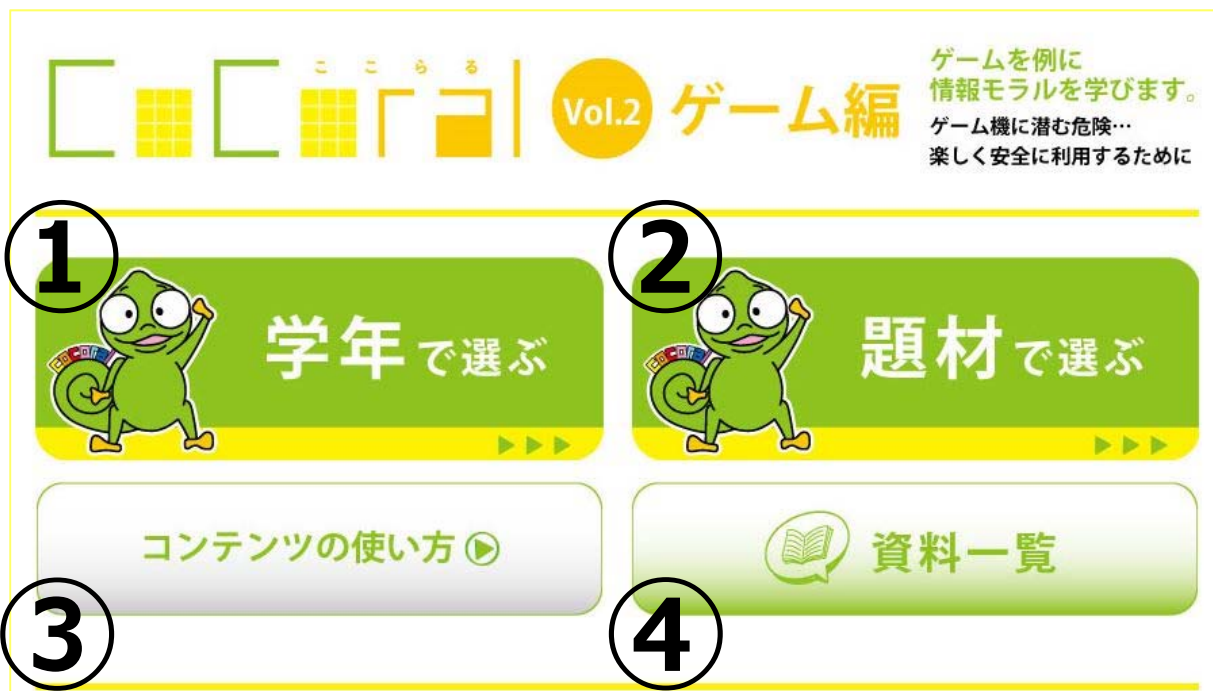 ここらる
CoCoral
Vol.2
ゲーム編
ゲームを例に
情報モラルを学びます。
ゲーム機に潜む危険…
楽しく安全に利用するために
①
cocoral
学年で選ぶ
②
cocoral
題材で選ぶ
③
コンテンツの使い方
④
資料一覧